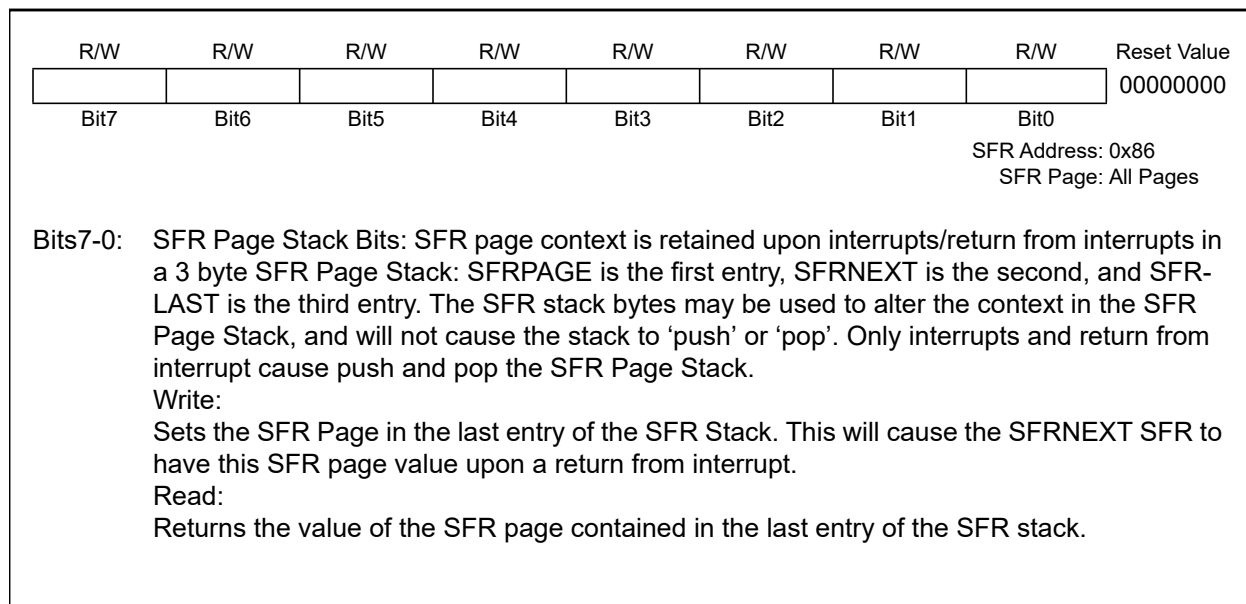 R/W R/W R/W R/W R/W R/W R/W R/W Reset Value
00000000
Bit7 Bit6 Bit5 Bit4 Bit3 Bit2 Bit1 Bit0
SFR Address: 0x86
SFR Page: All Pages
Bits7-0: SFR Page Stack Bits: SFR page context is retained upon interrupts/return from interrupts in
a 3 byte SFR Page Stack: SFRPAGE is the first entry, SFRNEXT is the second, and SFR-
LAST is the third entry. The SFR stack bytes may be used to alter the context in the SFR
Page Stack, and will not cause the stack to ‘push’ or ‘pop’. Only interrupts and return from
interrupt cause push and pop the SFR Page Stack.
Write:
Sets the SFR Page in the last entry of the SFR Stack. This will cause the SFRNEXT SFR to
have this SFR page value upon a return from interrupt.
Read:
Returns the value of the SFR page contained in the last entry of the SFR stack.